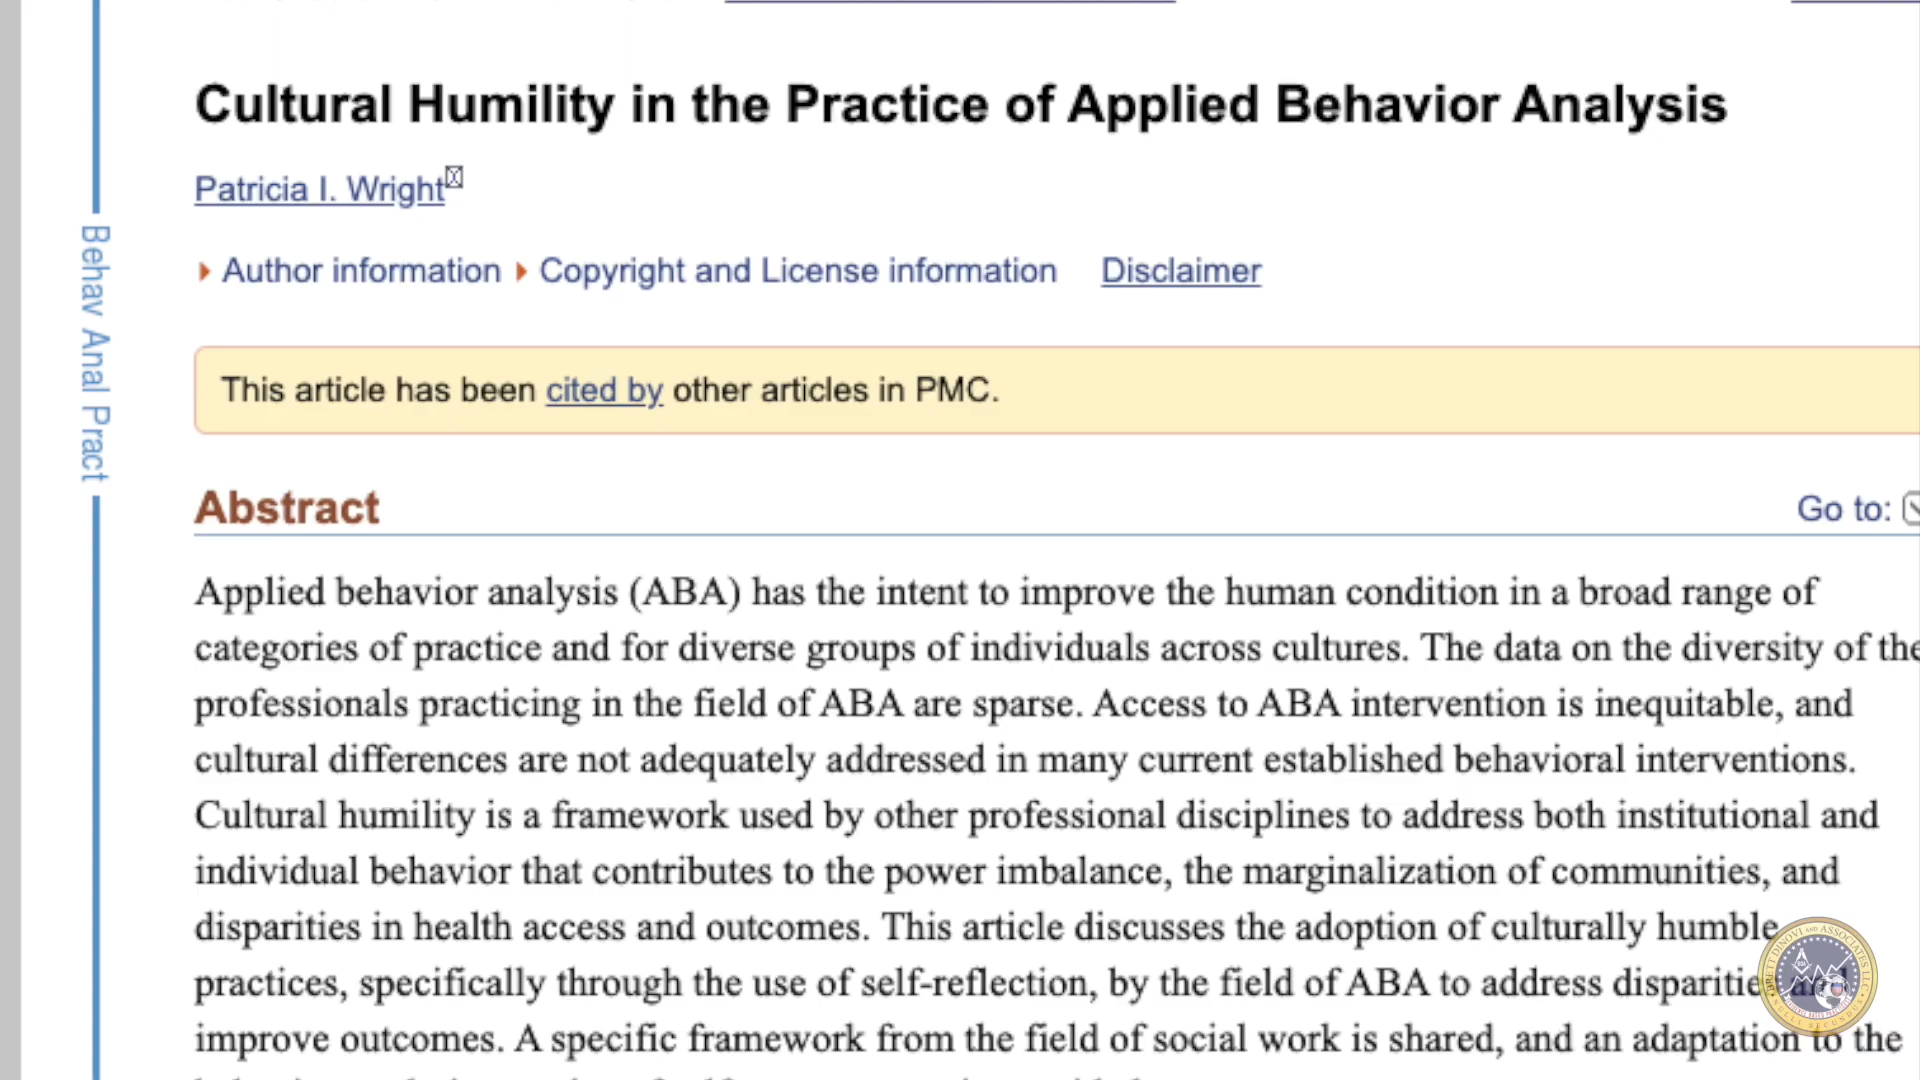 Cultural Humility in the Practice of Applied Behavior Analysis
Patricia I. Wright
Author information Copyright and License information Disclaimer
This article has been cited by other articles in PMC.
Behav Anal Pract
Abstract
Go to:
Applied behavior analysis (ABA) has the intent to improve the human condition in a broad range of
categories of practice and for diverse groups of individuals across cultures. The data on the diversity of the
professionals practicing in the field of ABA are sparse. Access to ABA intervention is inequitable, and
cultural differences are not adequately addressed in many current established behavioral interventions.
Cultural humility is a framework used by other professional disciplines to address both institutional and
individual behavior that contributes to the power imbalance, the marginalization of communities, and
disparities in health access and outcomes. This article discusses the adoption of culturally humble
practices, specifically through the use of self-reflection, by the field of ABA to address disparities and
improve outcomes. A specific framework from the field of social work is shared, and an adaptation to the
BRETT DINOVI AND ASSOCIATES LLC